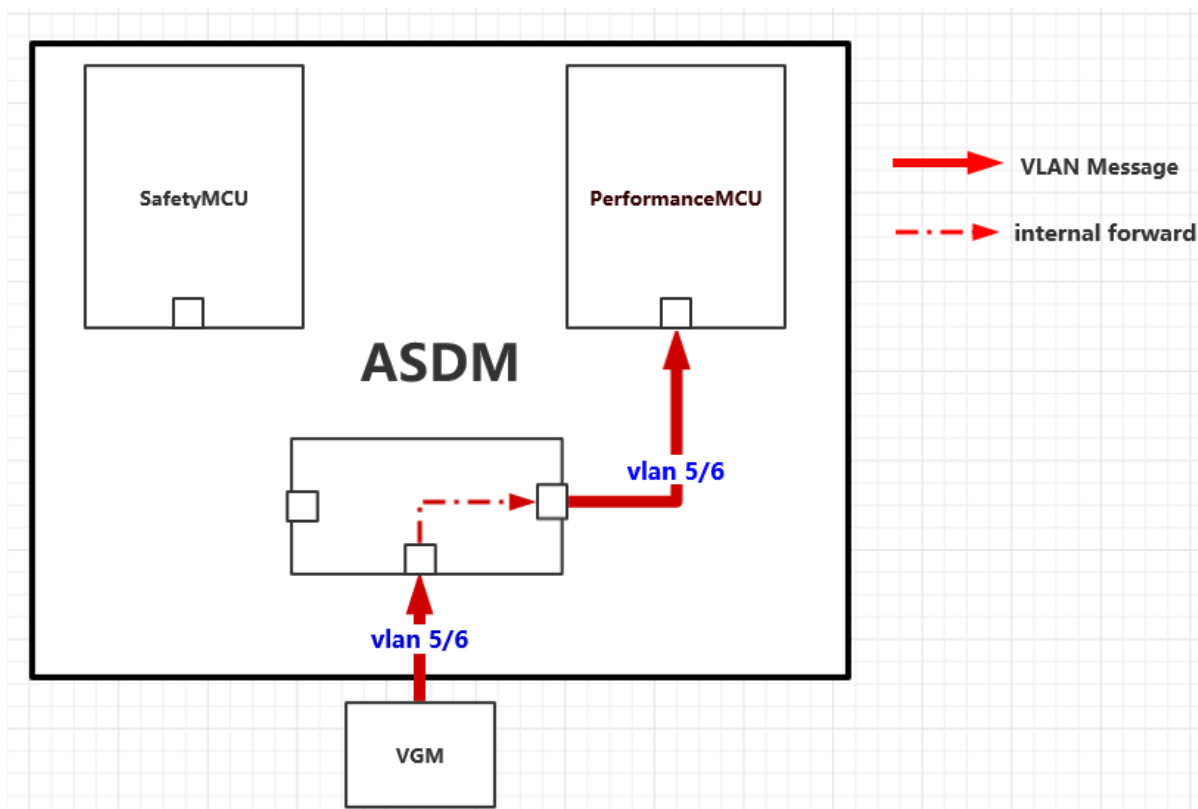 SafetyMCU
PerformanceMCU
VLAN Message
internal forward
ASDM
vlan 5/6
vlan 5/6
VGM